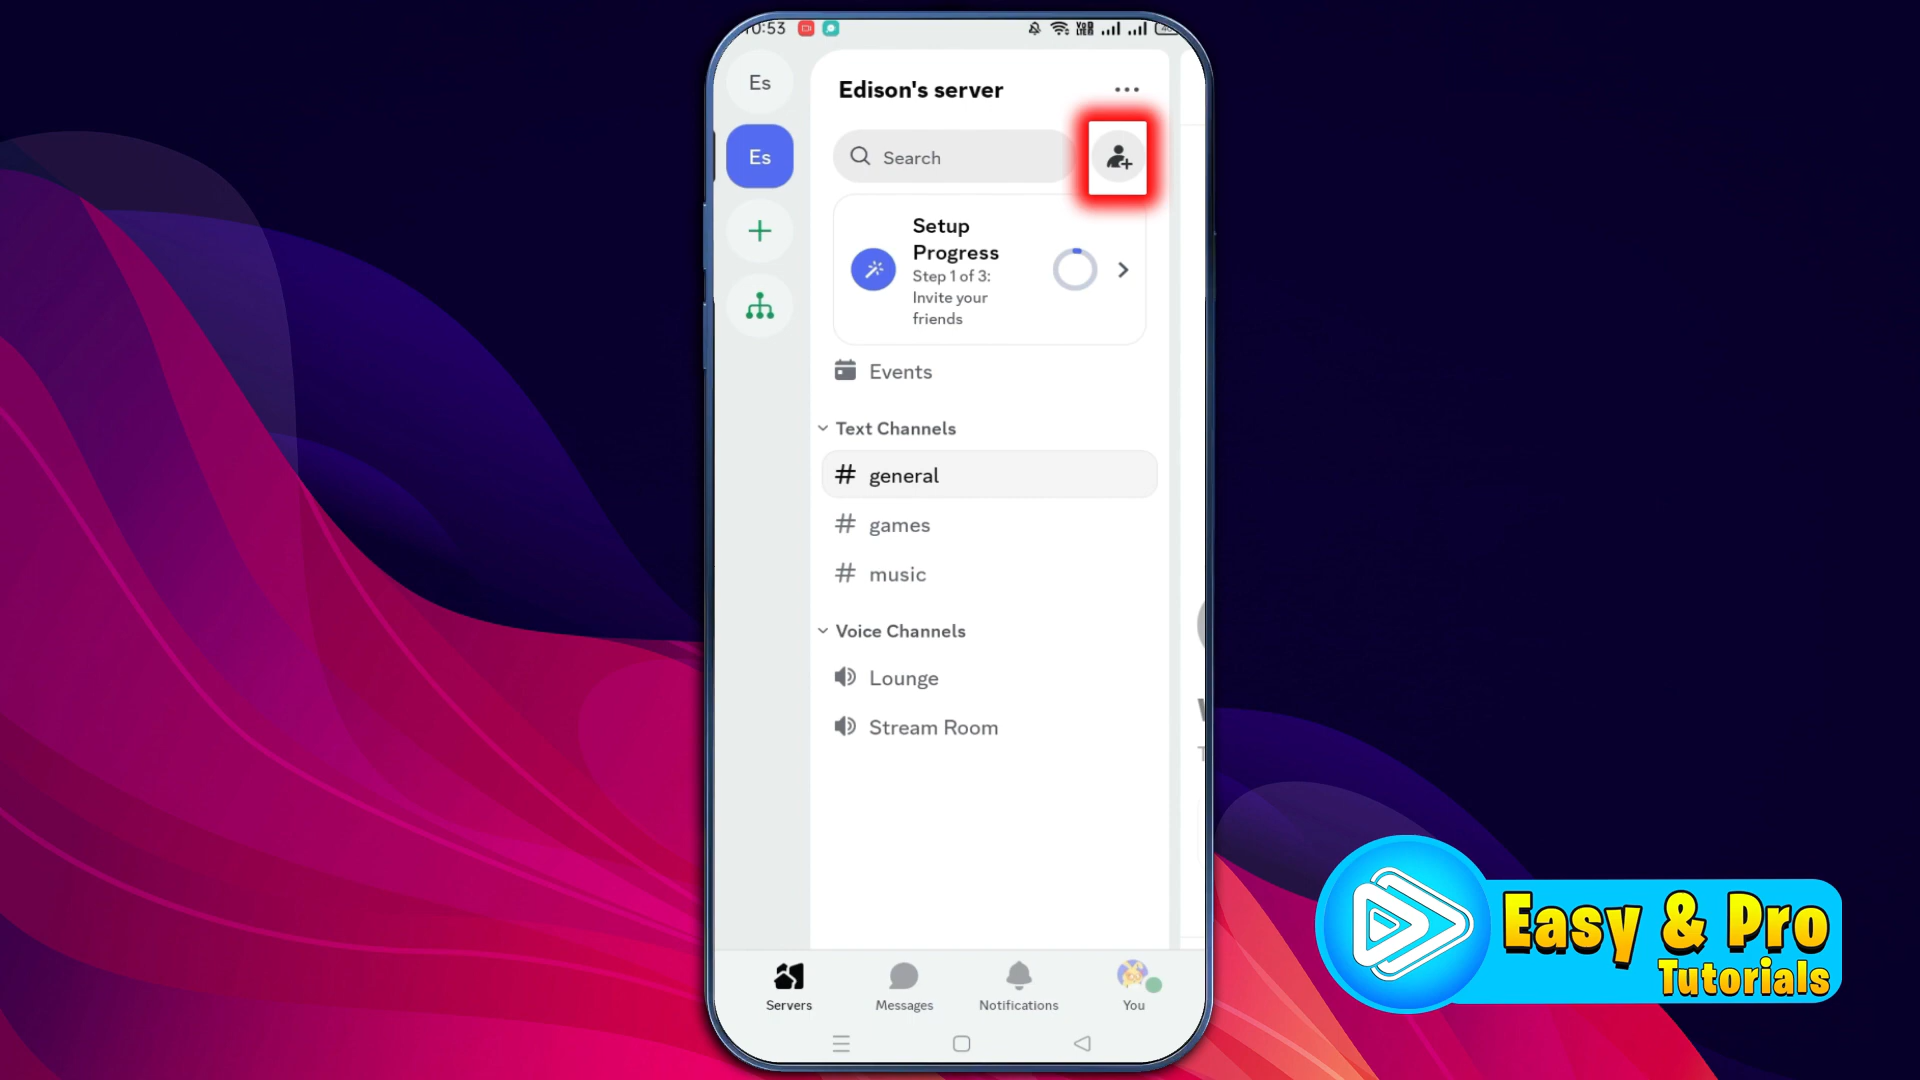 10:53
Es
Edison's server
Es
Search
Setup
Progress
Step 1 of 3:
Invite your
friends
Events
Text Channels
# general
# games
# music
Voice Channels
Lounge
Stream Room
Servers
Messages
Notifications
You
Easy & Pro
Tutorials